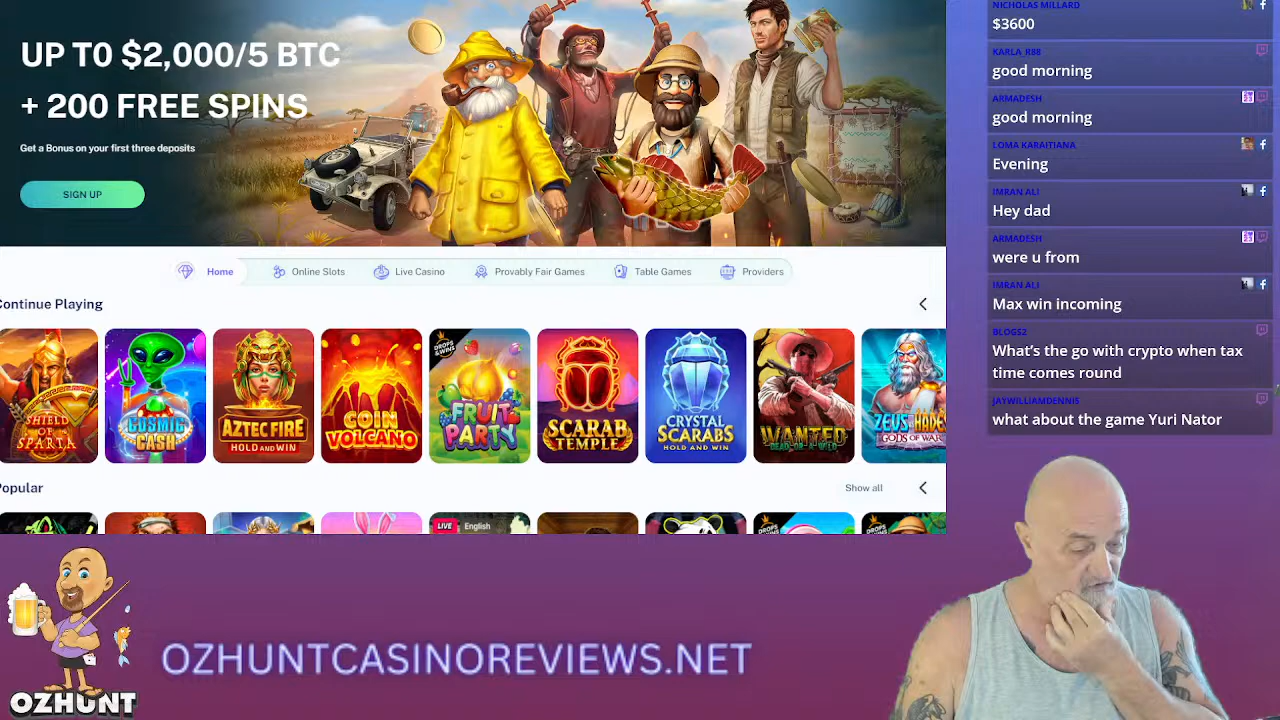 UP TO $2,000/5 BTC
+ 200 FREE SPINS
Get a Bonus on your first three deposits
SIGN UP
Home
Online Slots
Live Casino
Provably Fair Games
Table Games
Providers
Continue Playing
SHIELD OF SPARTA
COSMIC CASH
AZTEC FIRE
HOLD AND WIN
COIN VOLCANO
DROPS & WINS
FRUIT PARTY
SCARAB TEMPLE
CRYSTAL SCARABS
HOLD AND WIN
WANTED
DEAD OR A WILD
ZEUS
HADES
GODS OF WAR
Popular
Show all
LIVE English
OZHUNT
OZHUNTCASINOREVIEWS.NET
NICHOLAS MILLARD
$3600
KARLA_R88
good morning
ARMADESH
good morning
LOMA KARAITIANA
Evening
IMRAN ALI
Hey dad
ARMADESH
were u from
IMRAN ALI
Max win incoming
BLOGS2
What's the go with crypto when tax
time comes round
JAYWILLIAMDENNIS
what about the game Yuri Nator